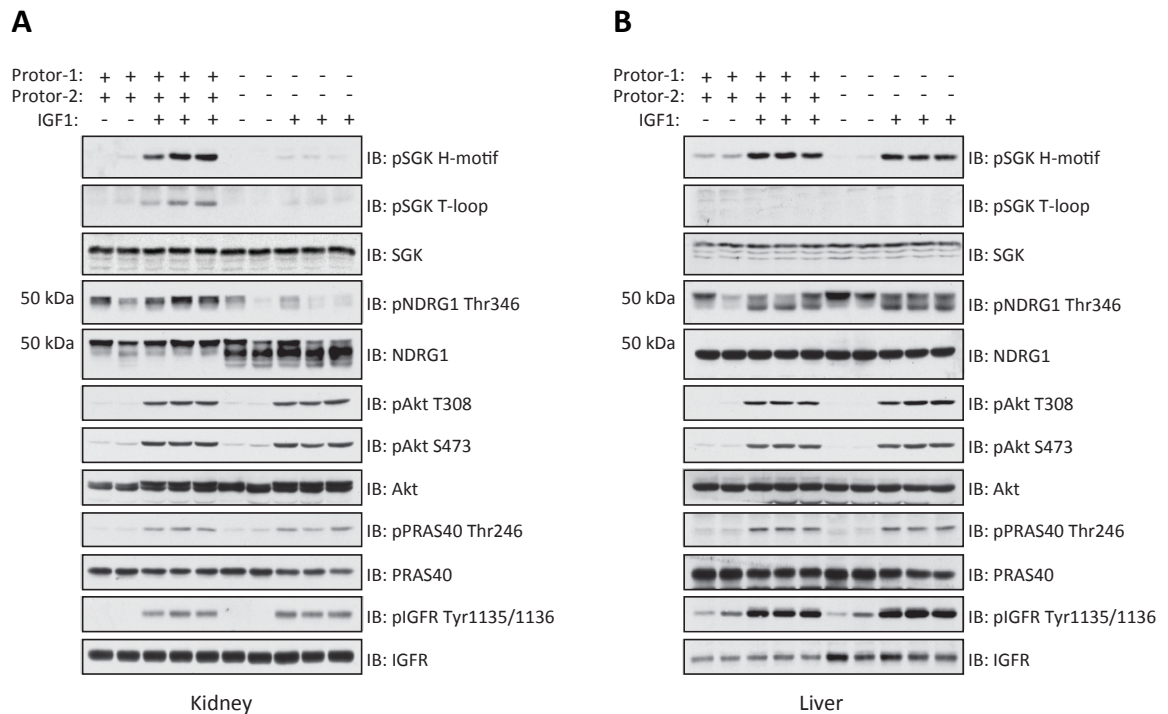 A
Protor-1: + + + + + - - - - -
Protor-2: + + + + + - - - - -
IGF1: - - + + + - - + + +
IB: pSGK H-motif
IB: pSGK T-loop
IB: SGK
50 kDa IB: pNDRG1 Thr346
50 kDa IB: NDRG1
IB: pAkt T308
IB: pAkt S473
IB: Akt
IB: pPRAS40 Thr246
IB: PRAS40
IB: pIGFR Tyr1135/1136
IB: IGFR
Kidney
B
Protor-1: + + + + + - - - - -
Protor-2: + + + + + - - - - -
IGF1: - - + + + - - + + +
IB: pSGK H-motif
IB: pSGK T-loop
IB: SGK
50 kDa IB: pNDRG1 Thr346
50 kDa IB: NDRG1
IB: pAkt T308
IB: pAkt S473
IB: Akt
IB: pPRAS40 Thr246
IB: PRAS40
IB: pIGFR Tyr1135/1136
IB: IGFR
Liver